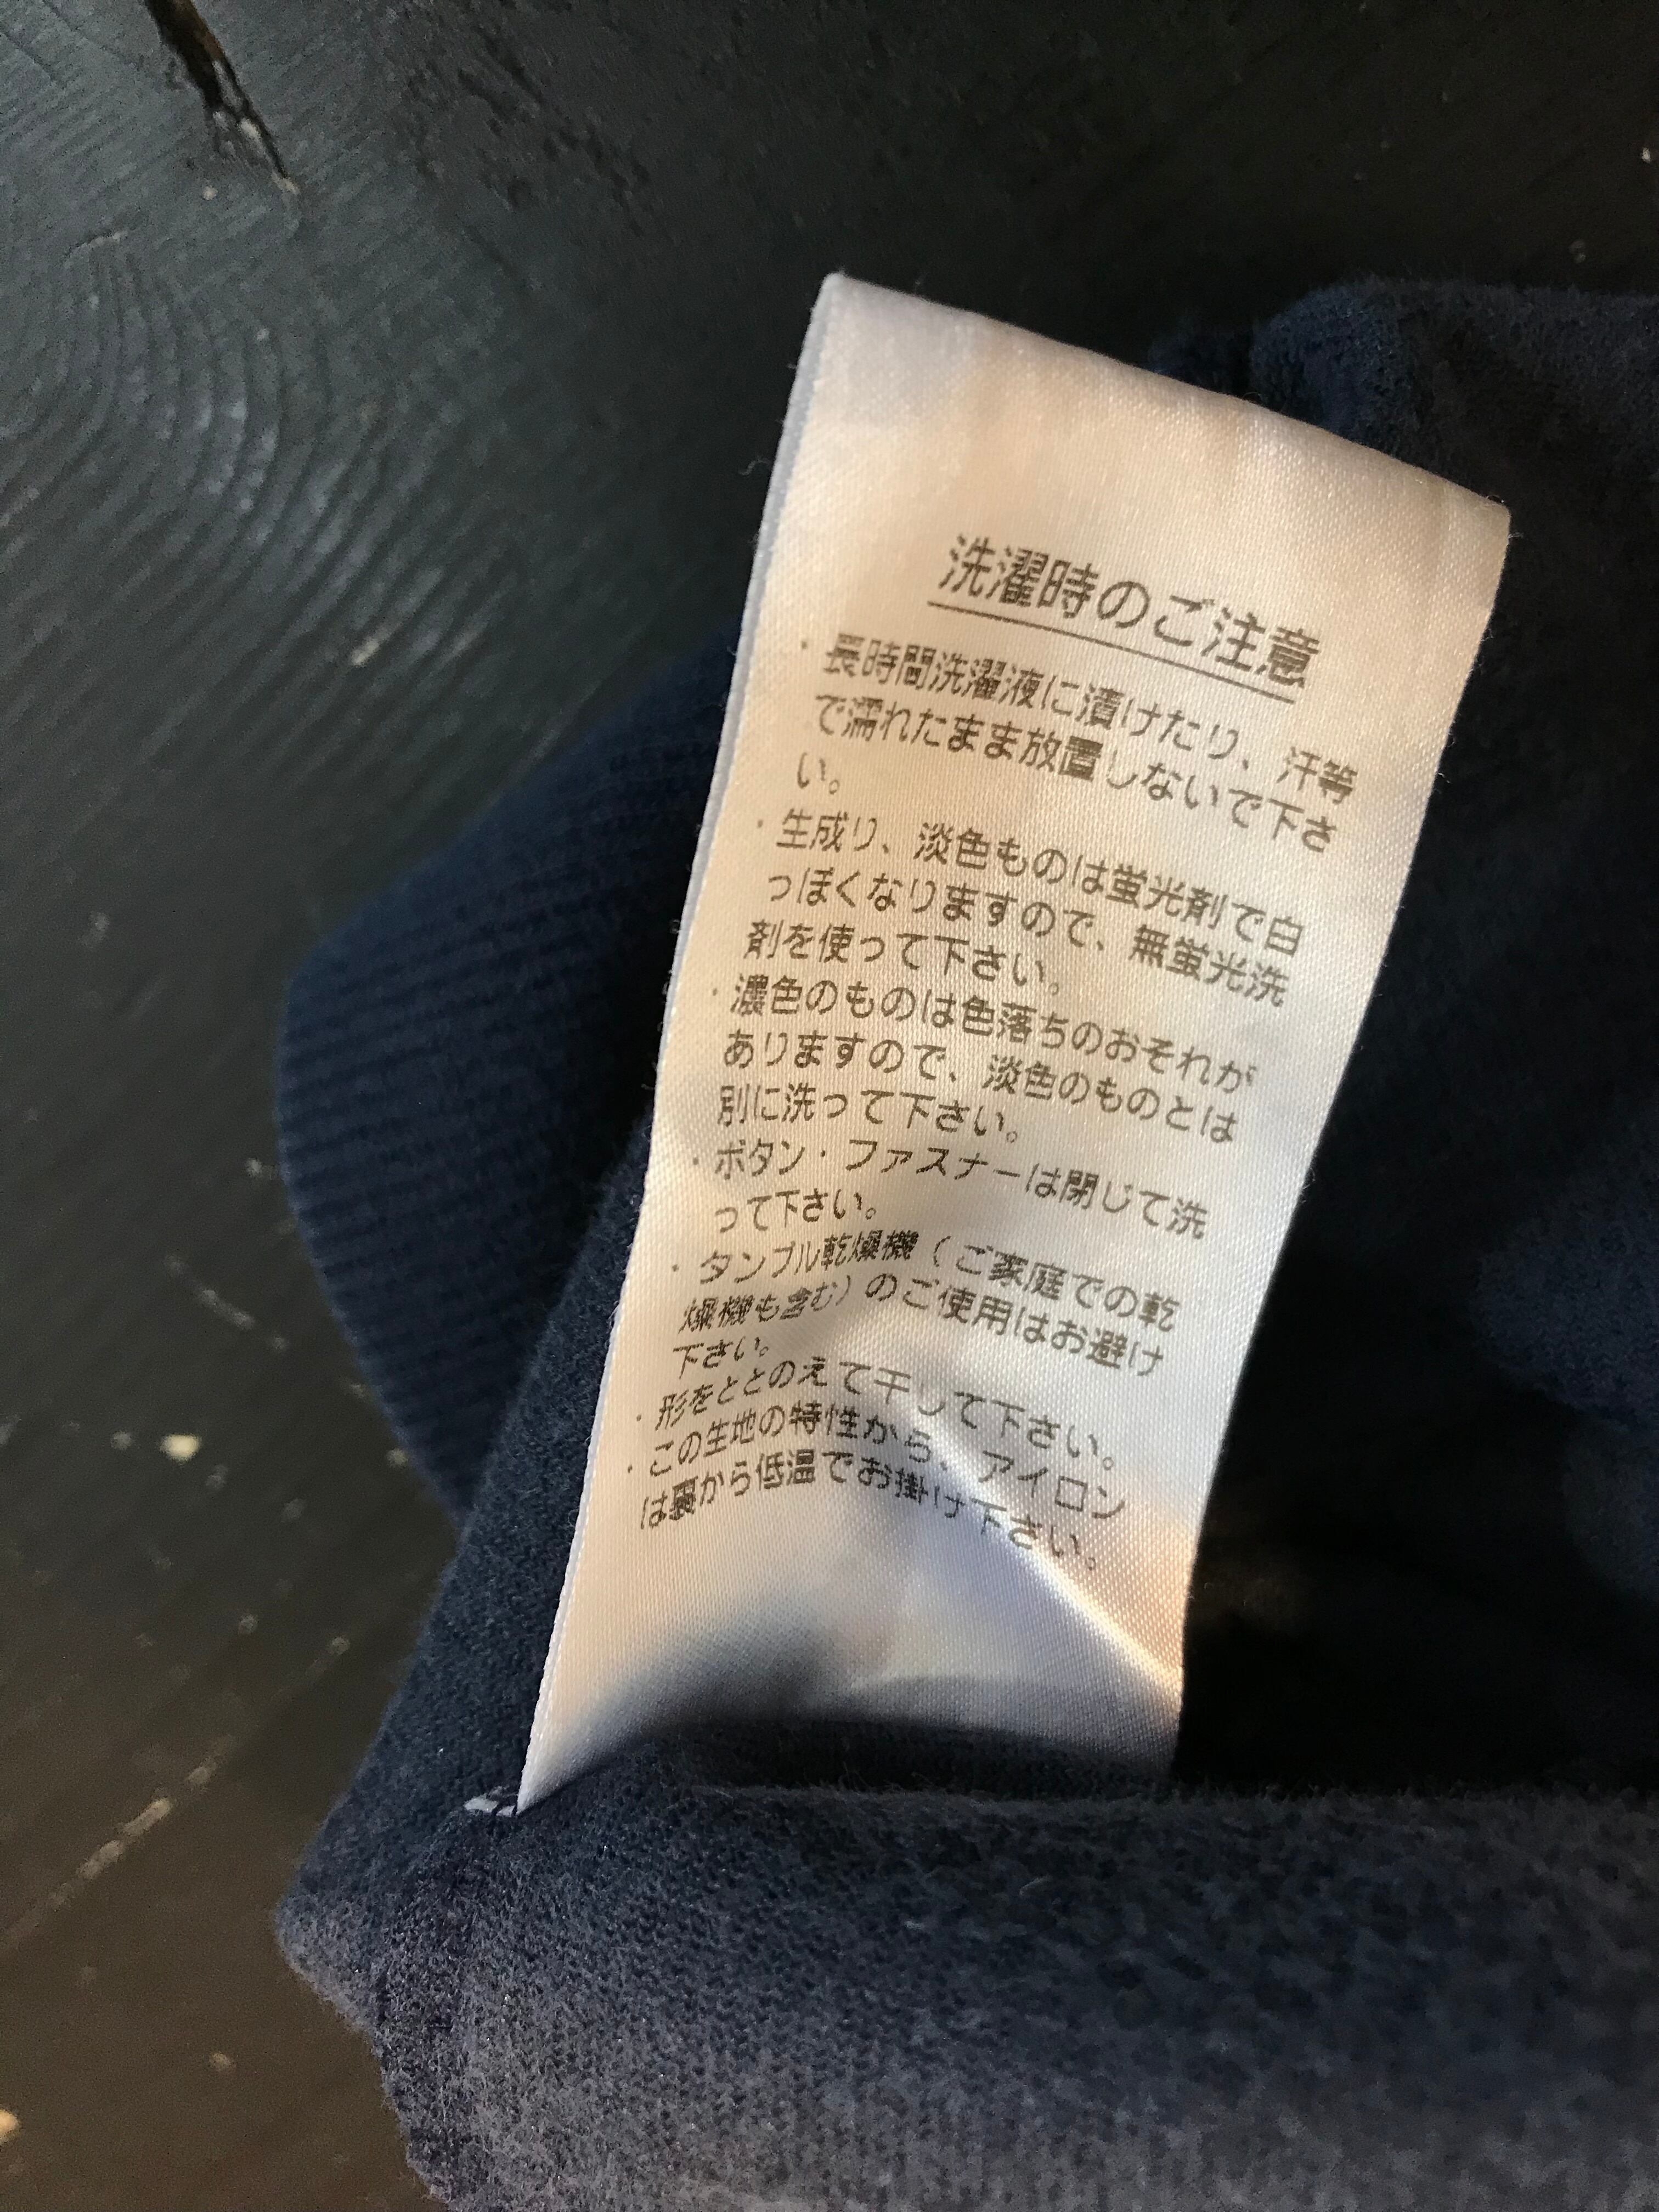 洗濯時のご注意
・長時間洗濯液に漬けたり、汗等
で濡れたまま放置しないで下さ
い。
・生成り、淡色ものは蛍光剤で白
っぽくなりますので、無蛍光洗
剤を使って下さい。
・濃色のものは色落ちのおそれが
ありますので、淡色のものとは
別に洗って下さい。
・ボタン・ファスナーは閉じて洗
って下さい。
・タンブル乾燥機（ご家庭での乾
燥機も含む）のご使用はお避け
下さい。
・形をととのえて干して下さい。
・この生地の特性から、アイロン
は裏から低温でお掛け下さい。